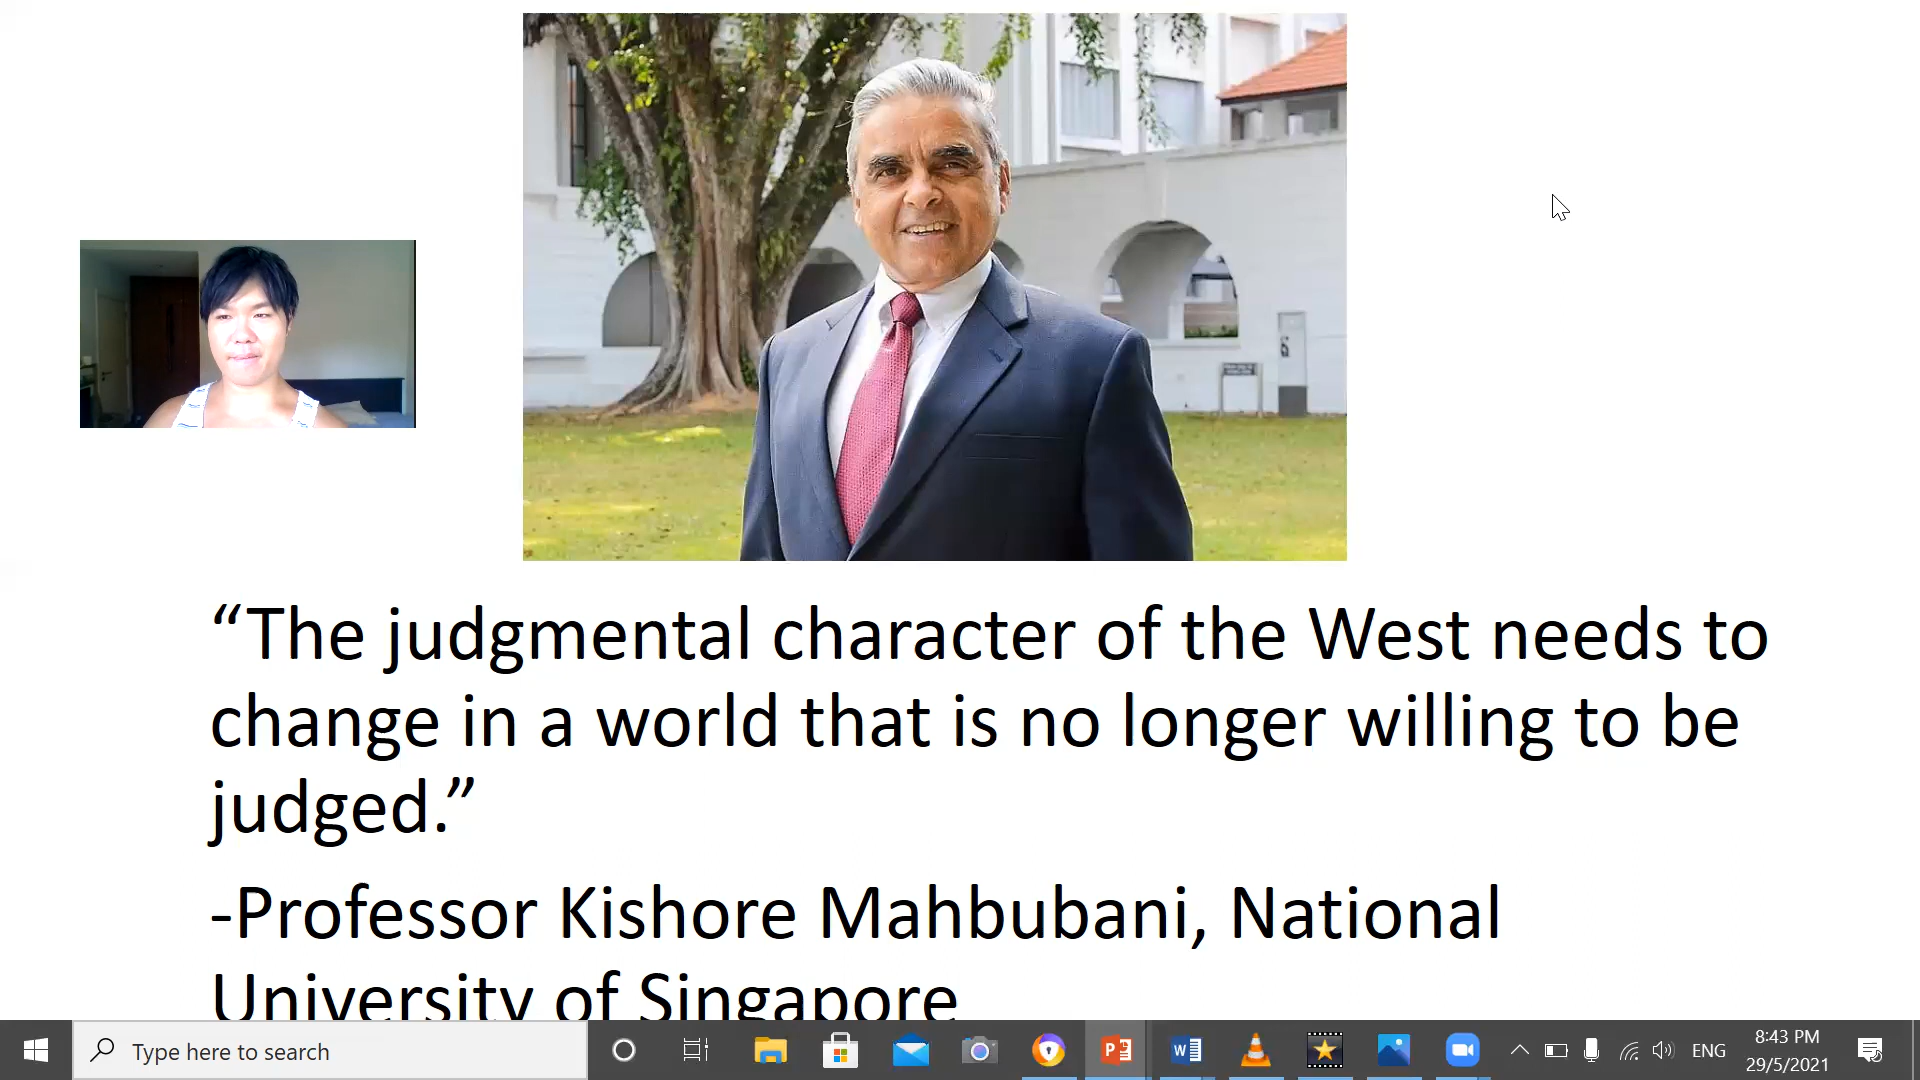 “The judgmental character of the West needs to
change in a world that is no longer willing to be
judged.”
-Professor Kishore Mahbubani, National
University of Singapore
Type here to search
ENG
8:43 PM
29/5/2021